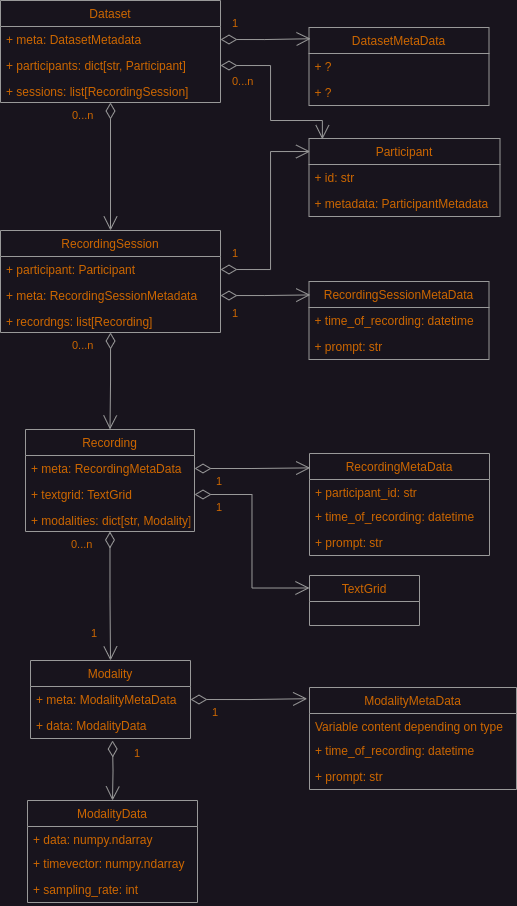 Dataset
+ meta: DatasetMetadata
+ participants: dict[str, Participant]
+ sessions: list[RecordingSession]
1
0...n
DatasetMetaData
+ ?
+ ?
0...n
Participant
+ id: str
+ metadata: ParticipantMetadata
RecordingSession
+ participant: Participant
+ meta: RecordingSessionMetadata
+ recordngs: list[Recording]
1
1
RecordingSessionMetaData
+ time_of_recording: datetime
+ prompt: str
0...n
Recording
+ meta: RecordingMetaData
+ textgrid: TextGrid
+ modalities: dict[str, Modality]
1
1
RecordingMetaData
+ participant_id: str
+ time_of_recording: datetime
+ prompt: str
0...n
TextGrid
1
Modality
+ meta: ModalityMetaData
+ data: ModalityData
1
ModalityMetaData
Variable content depending on type
+ time_of_recording: datetime
+ prompt: str
1
ModalityData
+ data: numpy.ndarray
+ timevector: numpy.ndarray
+ sampling_rate: int